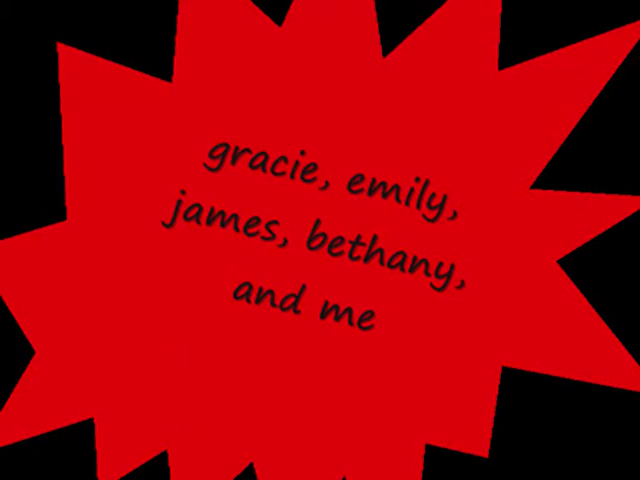 gracie, emily,
james, bethany,
and me